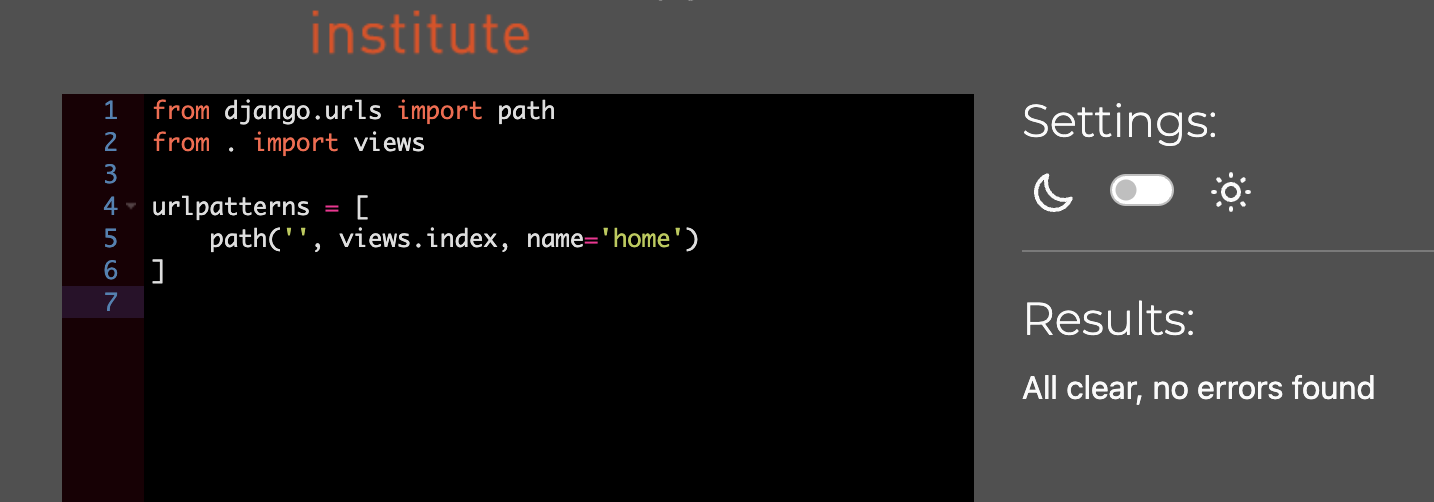 institute
1 from django.urls import path
2 from . import views
3
4 urlpatterns = [
5     path('', views.index, name='home')
6 ]
7
Settings:
Results:
All clear, no errors found